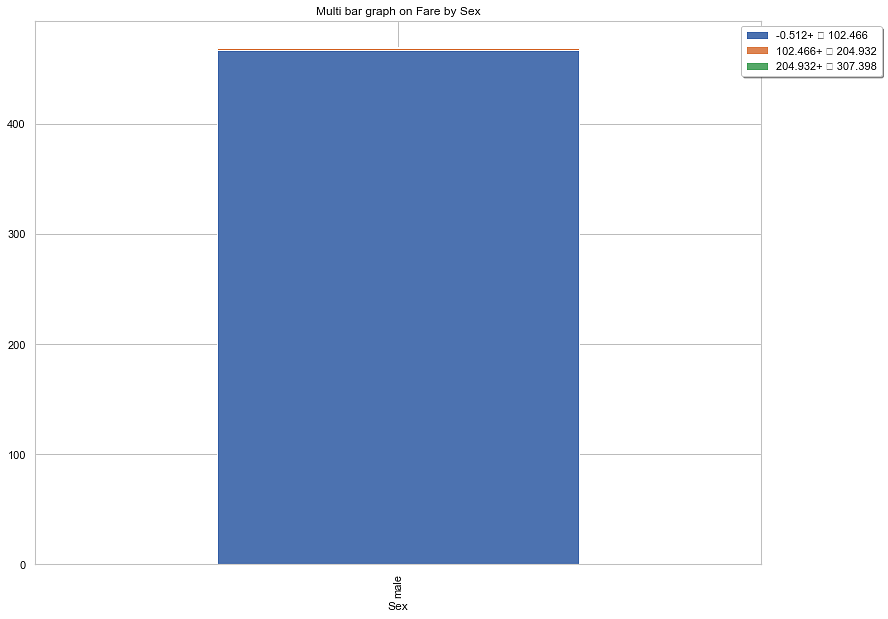 Multi bar graph on Fare by Sex
-0.512+ □ 102.466
102.466+ □ 204.932
204.932+ □ 307.398
400
300
200
100
0
male
Sex